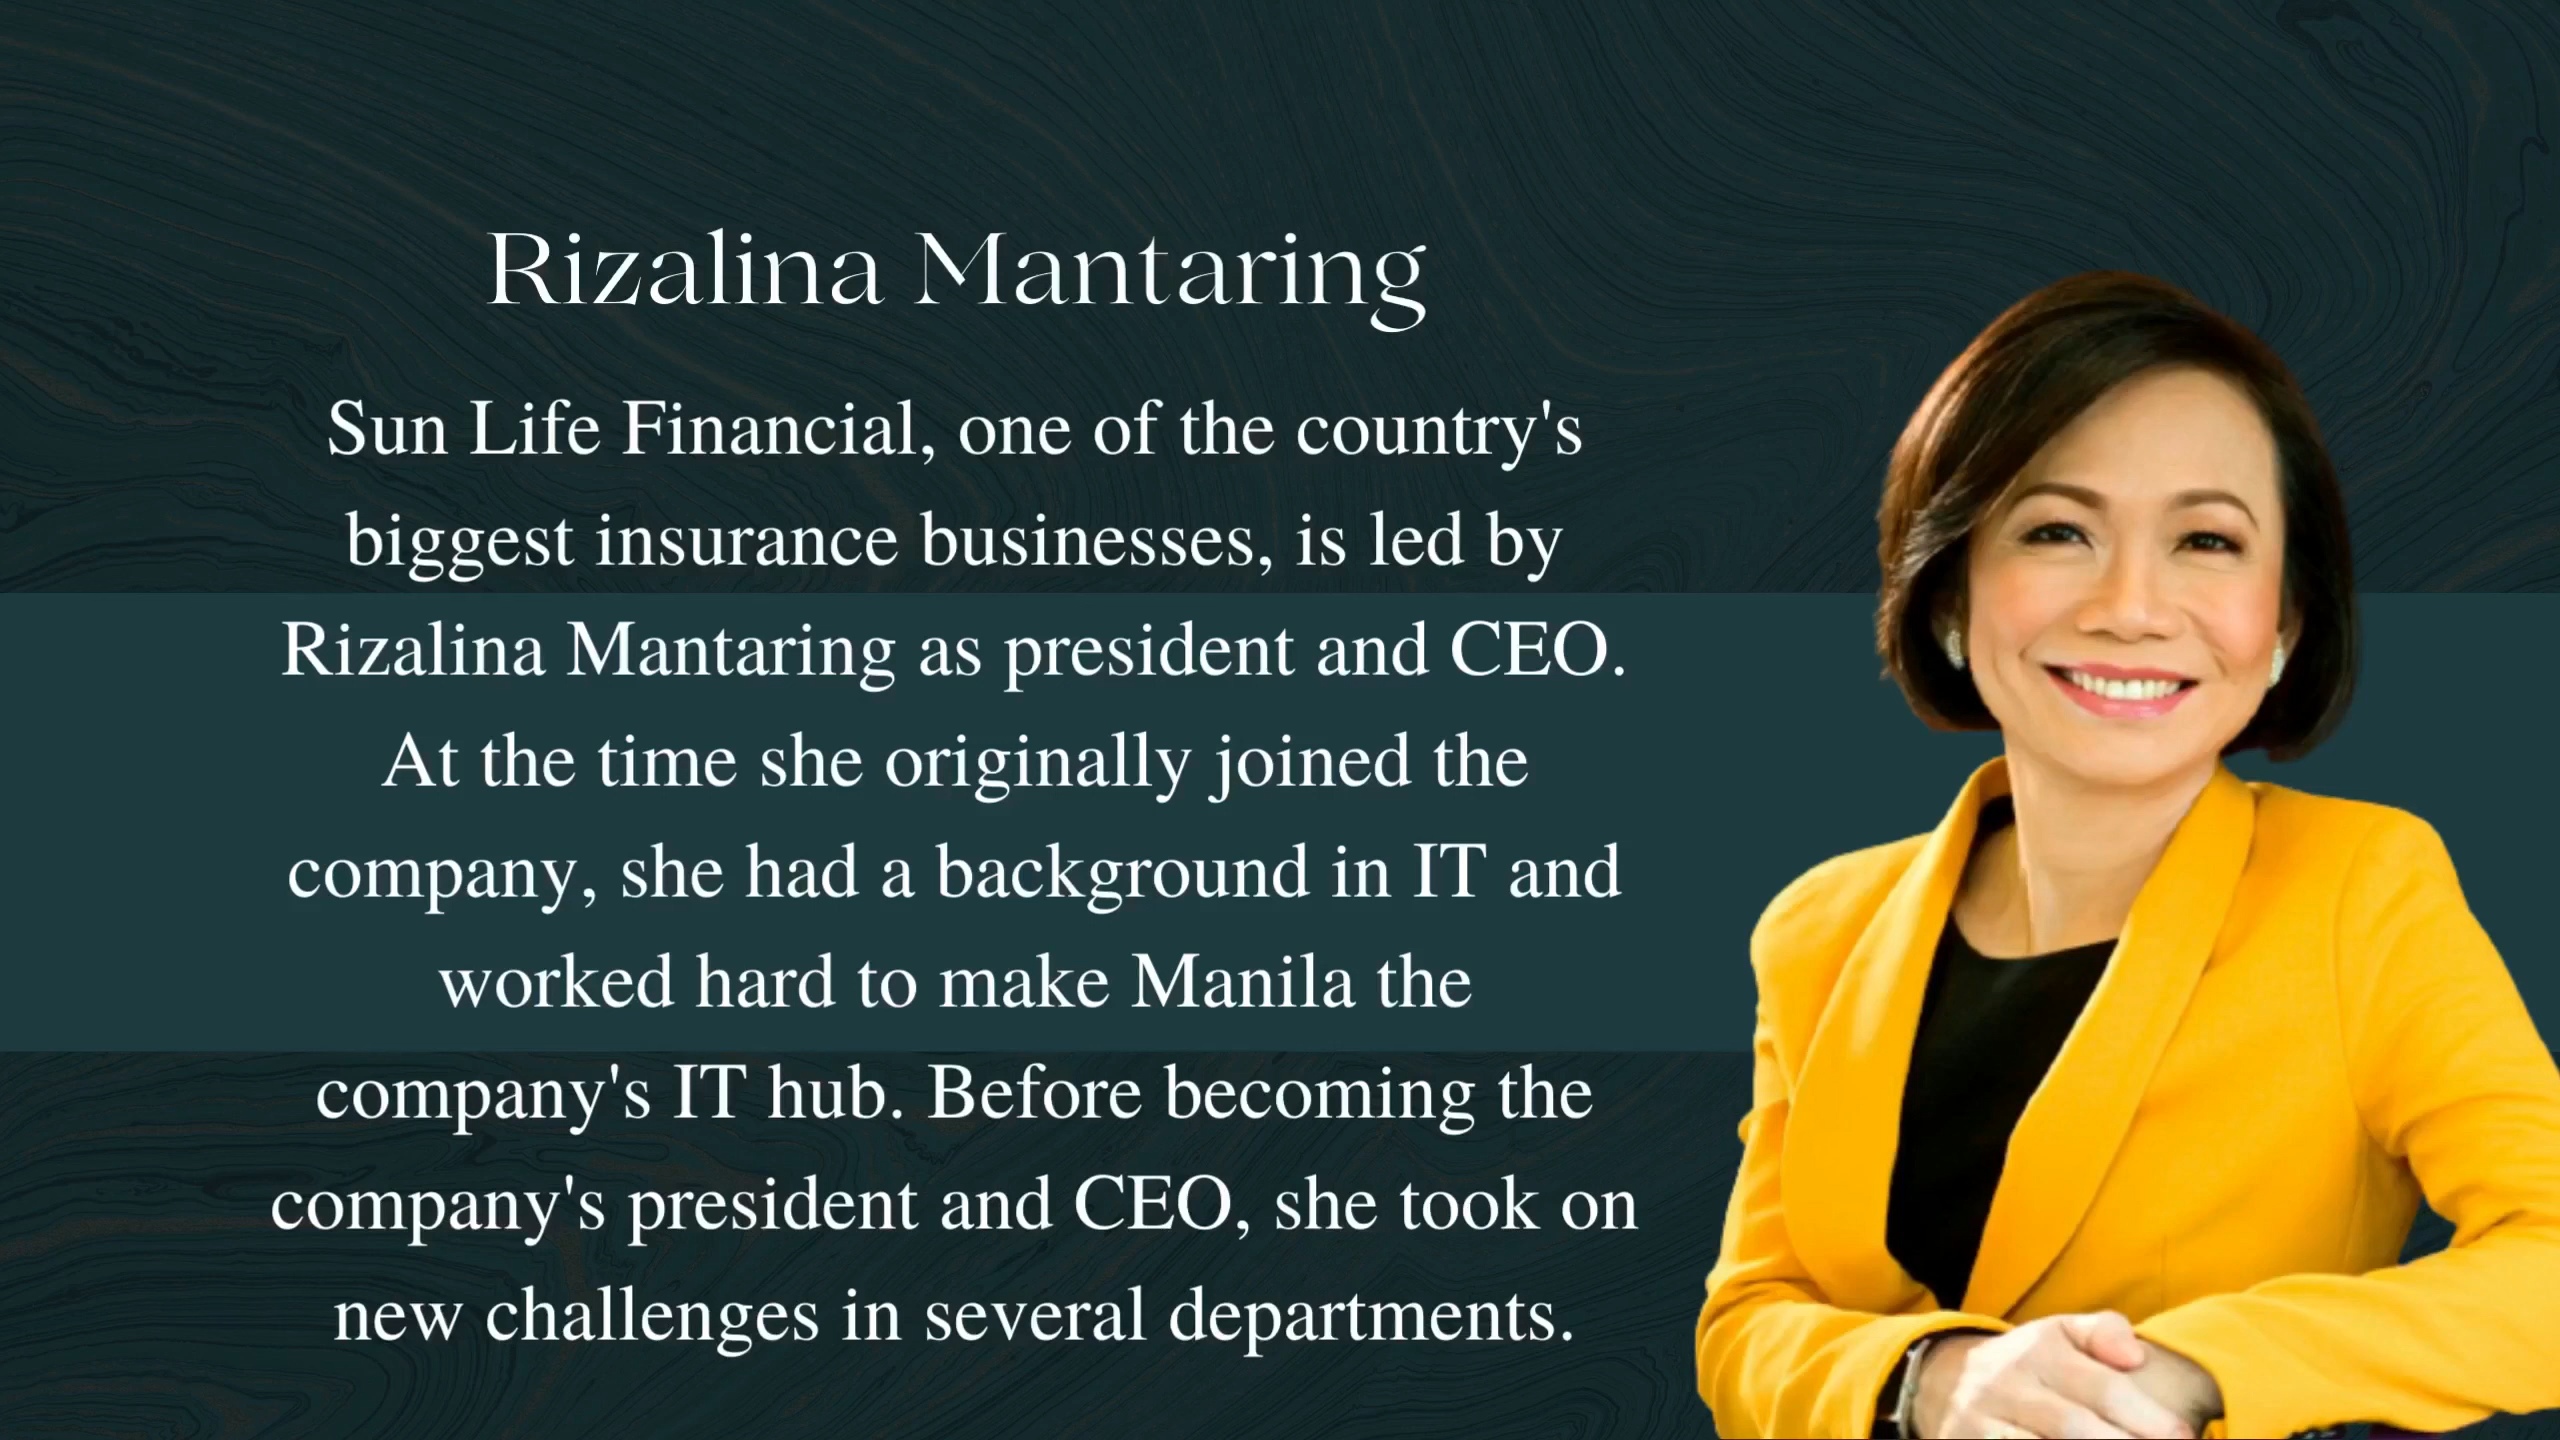 Rizalina Mantaring
Sun Life Financial, one of the country's
biggest insurance businesses, is led by
Rizalina Mantaring as president and CEO.
At the time she originally joined the
company, she had a background in IT and
worked hard to make Manila the
company's IT hub. Before becoming the
company's president and CEO, she took on
new challenges in several departments.